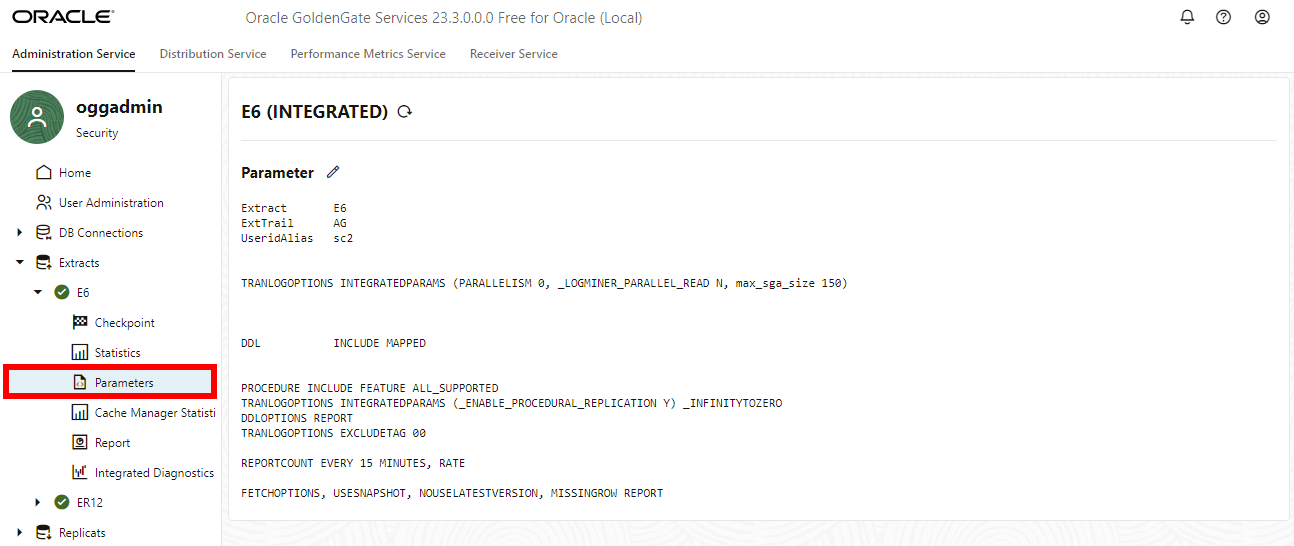 ORACLE
Oracle GoldenGate Services 23.3.0.0.0 Free for Oracle (Local)
Administration Service
Distribution Service
Performance Metrics Service
Receiver Service
oggadmin
Security
Home
User Administration
DB Connections
Extracts
E6
Checkpoint
Statistics
Parameters
Cache Manager Statisti
Report
Integrated Diagnostics
ER12
Replicats
E6 (INTEGRATED)
Parameter
Extract E6
ExtTrail AG
UseridAlias sc2
TRANLOGOPTIONS INTEGRATEDPARAMS (PARALLELISM 0, _LOGMINER_PARALLEL_READ N, max_sga_size 150)
DDL INCLUDE MAPPED
PROCEDURE INCLUDE FEATURE ALL_SUPPORTED
TRANLOGOPTIONS INTEGRATEDPARAMS (_ENABLE_PROCEDURAL_REPLICATION Y) _INFINITYTOZERO
DDLOPTIONS REPORT
TRANLOGOPTIONS EXCLUDETAG 00
REPORTCOUNT EVERY 15 MINUTES, RATE
FETCHOPTIONS, USESNAPSHOT, NOUSELATESTVERSION, MISSINGROW REPORT